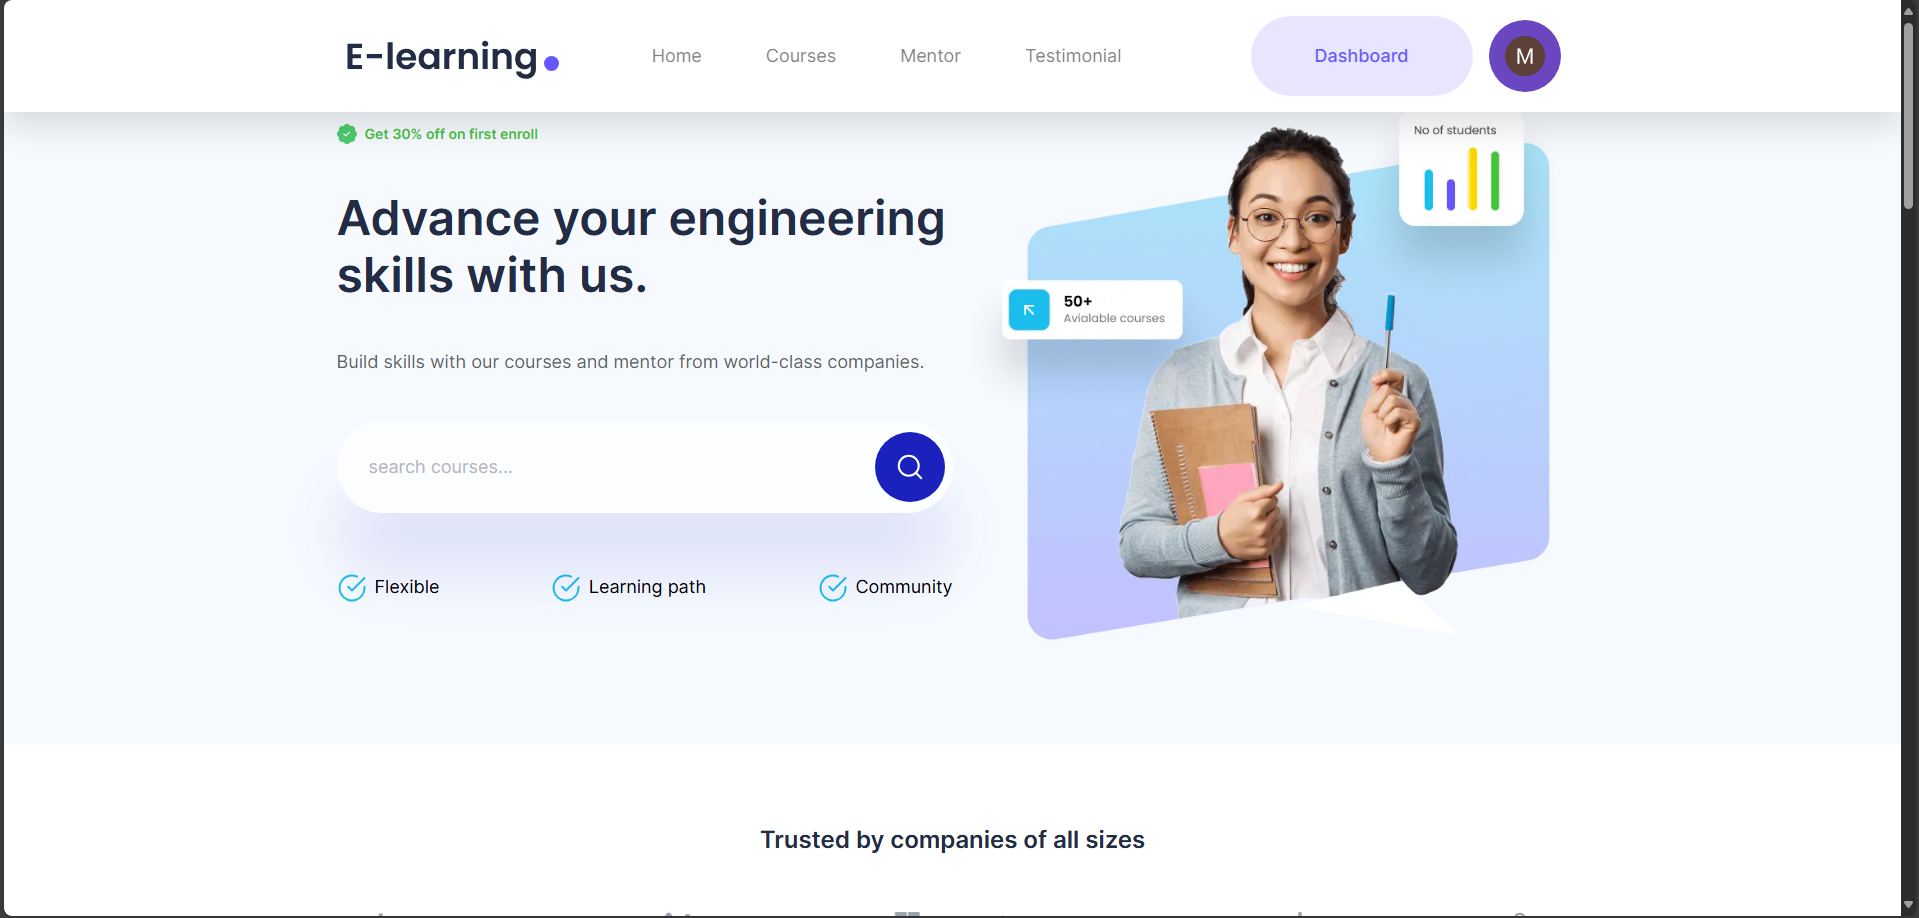 E-learning
Home
Courses
Mentor
Testimonial
Dashboard
M
Get 30% off on first enroll
No of students
Advance your engineering
skills with us.
50+
Avialable courses
Build skills with our courses and mentor from world-class companies.
search courses...
Flexible
Learning path
Community
Trusted by companies of all sizes